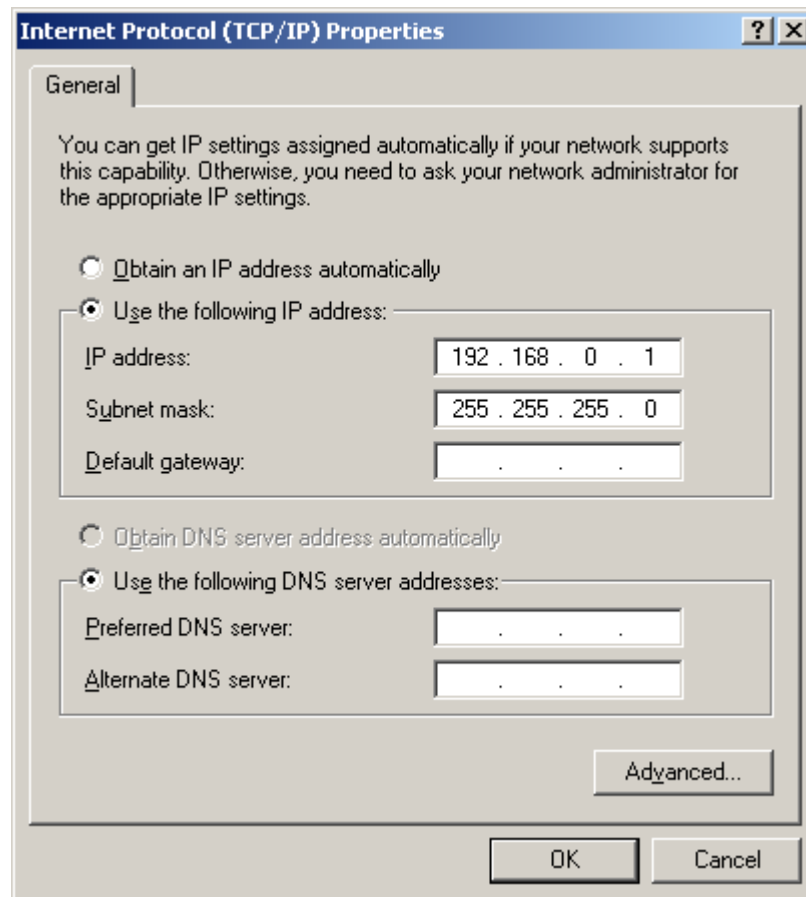 Internet Protocol (TCP/IP) Properties
General
You can get IP settings assigned automatically if your network supports
this capability. Otherwise, you need to ask your network administrator for
the appropriate IP settings.
Obtain an IP address automatically
Use the following IP address:
IP address: 192 . 168 . 0 . 1
Subnet mask: 255 . 255 . 255 . 0
Default gateway: . . .
Obtain DNS server address automatically
Use the following DNS server addresses:
Preferred DNS server: . . .
Alternate DNS server: . . .
Advanced...
OK Cancel